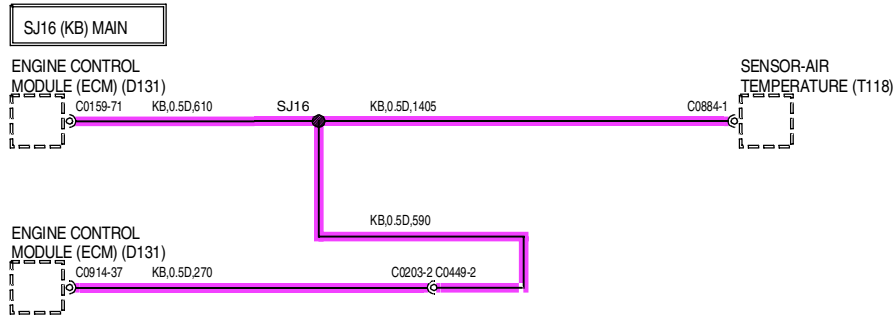 SJ16 (KB) MAIN
ENGINE CONTROL
MODULE (ECM) (D131)
SENSOR-AIR
TEMPERATURE (T118)
C0159-71 KB,0.5D,610 SJ16 KB,0.5D,1405 C0884-1
KB,0.5D,590
ENGINE CONTROL
MODULE (ECM) (D131)
C0914-37 KB,0.5D,270 C0203-2 C0449-2